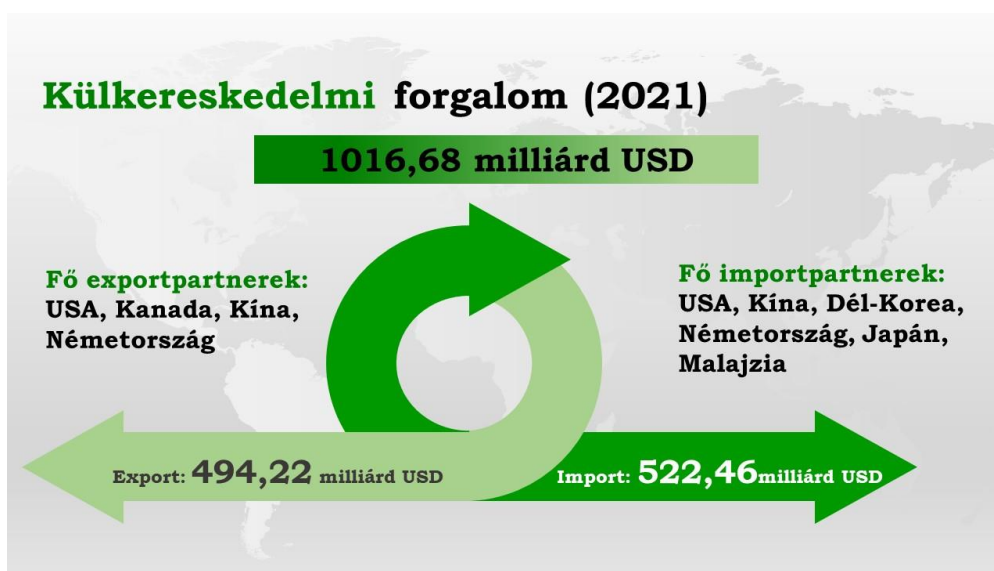 Külkereskedelmi forgalom (2021)
1016,68 milliárd USD
Fő exportpartnerek:
USA, Kanada, Kína,
Németország
Fő importpartnerek:
USA, Kína, Dél-Korea,
Németország, Japán,
Malajzia
Export: 494,22 milliárd USD
Import: 522,46milliárd USD